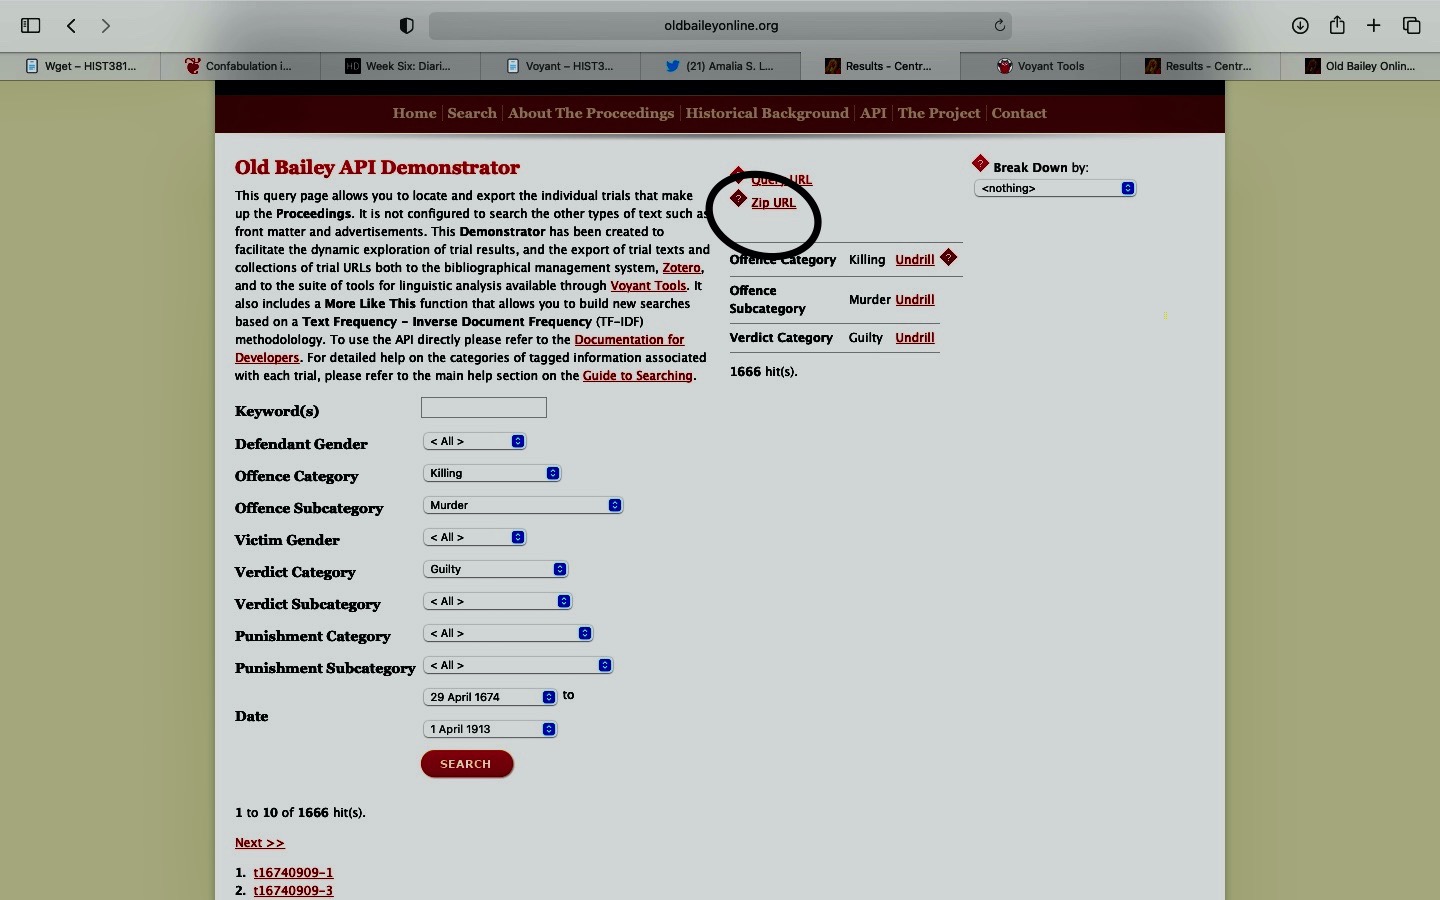 oldbaileyonline.org
Wget – HIST381...
Confabulation i...
HD Week Six: Diari...
Voyant – HIST3...
(21) Amalia S. L...
Results - Centr...
Voyant Tools
Results - Centr...
Old Bailey Onlin...
Home Search About The Proceedings Historical Background API The Project Contact
Old Bailey API Demonstrator
This query page allows you to locate and export the individual trials that make
up the Proceedings. It is not configured to search the other types of text such as
front matter and advertisements. This Demonstrator has been created to
facilitate the dynamic exploration of trial results, and the export of trial texts and
collections of trial URLs both to the bibliographical management system, Zotero,
and to the suite of tools for linguistic analysis available through Voyant Tools. It
also includes a More Like This function that allows you to build new searches
based on a Text Frequency - Inverse Document Frequency (TF-IDF)
methodolology. To use the API directly please refer to the Documentation for
Developers. For detailed help on the categories of tagged information associated
with each trial, please refer to the main help section on the Guide to Searching.
? Query URL
? Zip URL
? Break Down by:
<nothing>
Offence Category Killing Undrill ?
Offence
Subcategory Murder Undrill
Verdict Category Guilty Undrill
1666 hit(s).
Keyword(s)
Defendant Gender < All >
Offence Category Killing
Offence Subcategory Murder
Victim Gender < All >
Verdict Category Guilty
Verdict Subcategory < All >
Punishment Category < All >
Punishment Subcategory < All >
29 April 1674 to
Date
1 April 1913
SEARCH
1 to 10 of 1666 hit(s).
Next >>
1. t16740909-1
2. t16740909-3